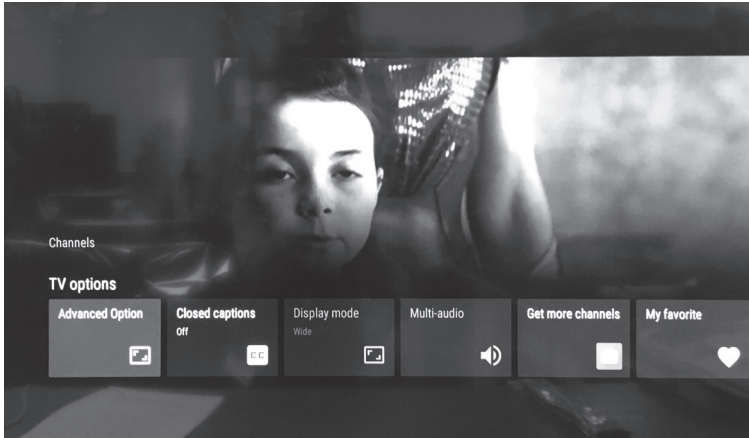 Channels
TV options
Advanced Option
Closed captions
Off
CC
Display mode
Wide
Multi-audio
Get more channels
My favorite